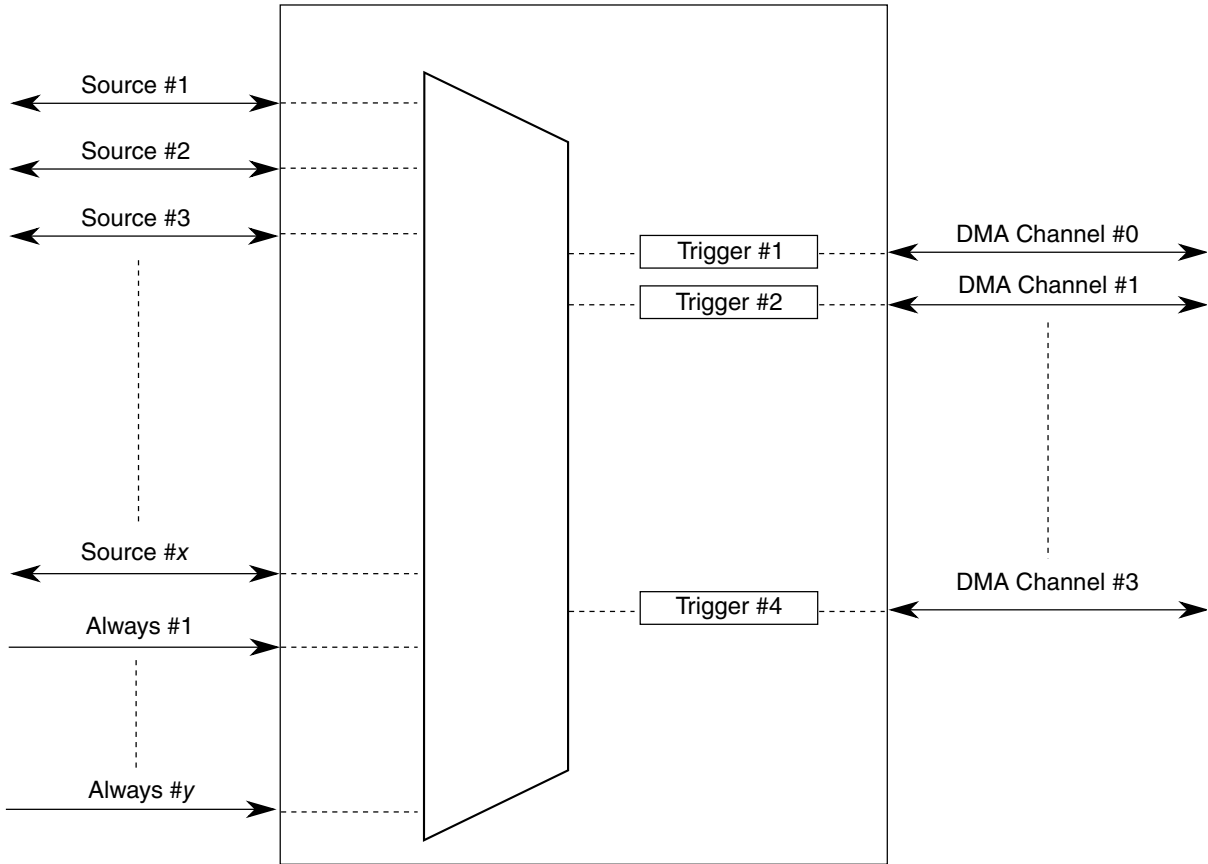 Source #1
Source #2
Source #3
Source #x
Always #1
Always #y
Trigger #1
Trigger #2
Trigger #4
DMA Channel #0
DMA Channel #1
DMA Channel #3